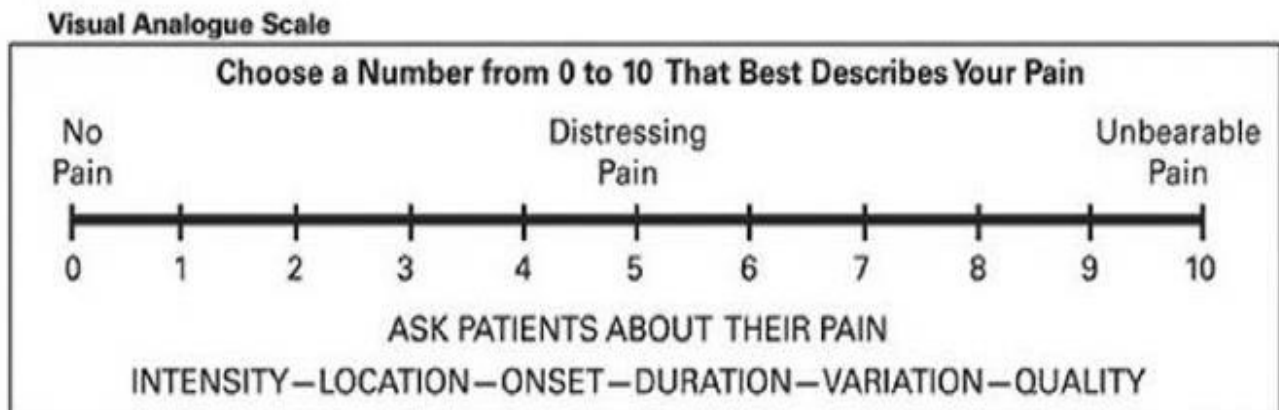 Visual Analogue Scale
Choose a Number from 0 to 10 That Best Describes Your Pain
No Distressing Unbearable
Pain Pain Pain
0 1 2 3 4 5 6 7 8 9 10
ASK PATIENTS ABOUT THEIR PAIN
INTENSITY—LOCATION—ONSET—DURATION—VARIATION—QUALITY